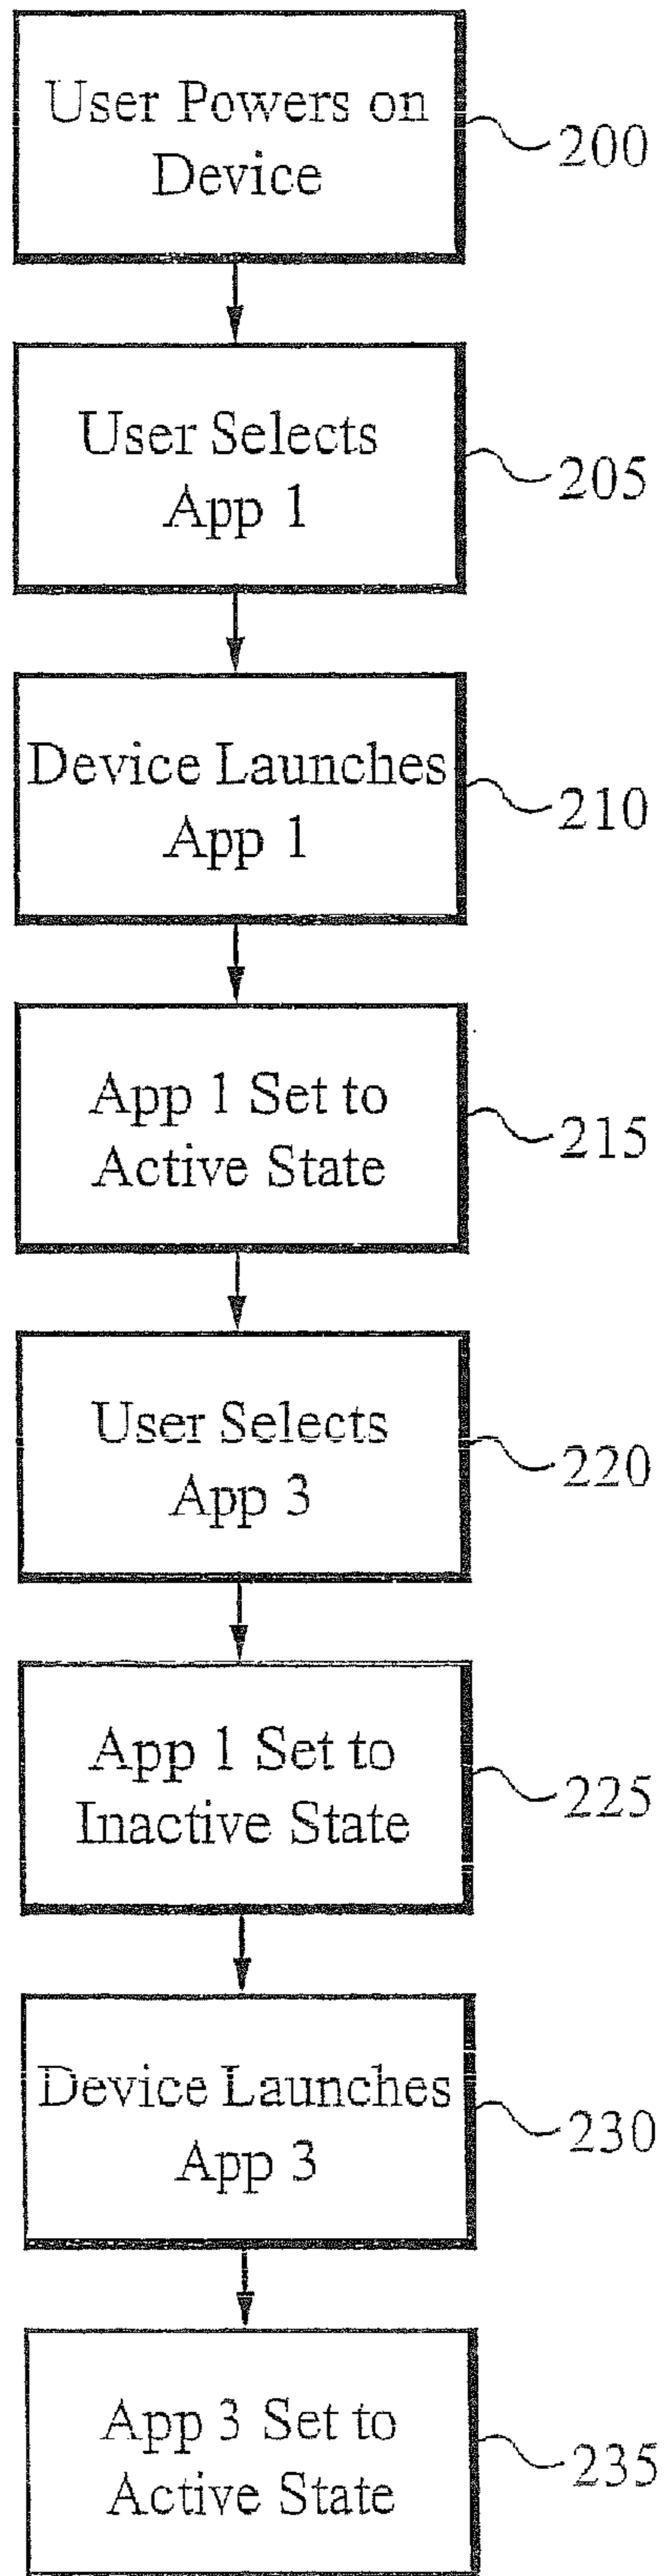 User Powers on
Device
200
User Selects
App 1
205
Device Launches
App 1
210
App 1 Set to
Active State
215
User Selects
App 3
220
App 1 Set to
Inactive State
225
Device Launches
App 3
230
App 3 Set to
Active State
235